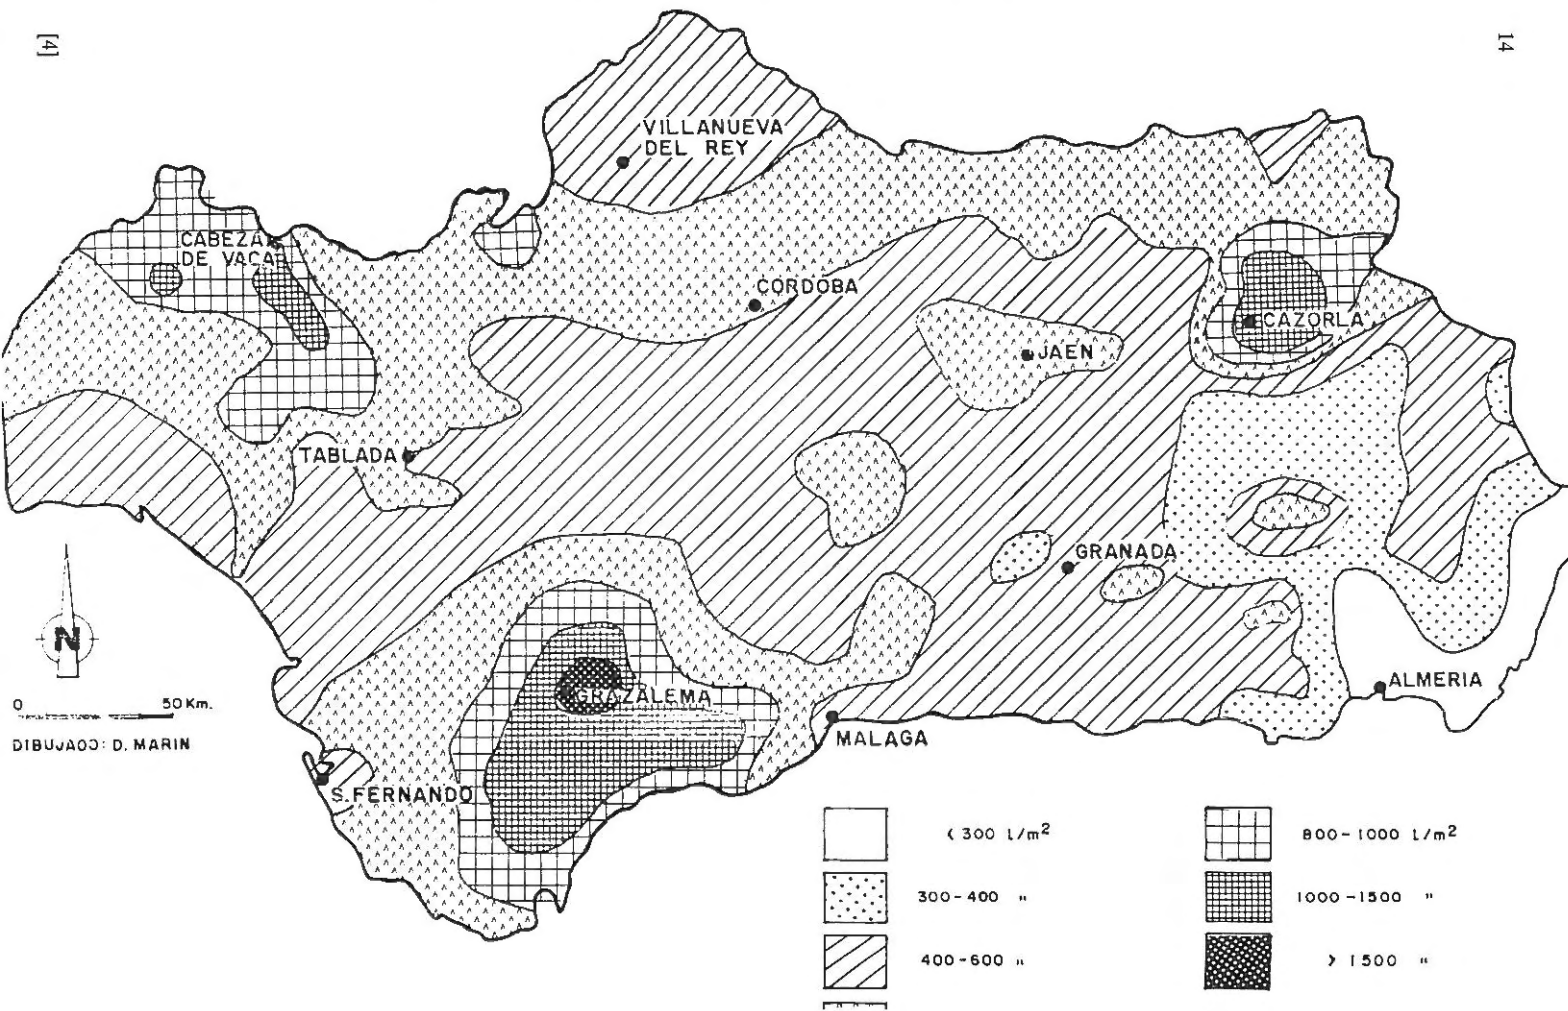 [4]
14
VILLANUEVA
DEL REY
CABEZA
DE VACA
CORDOBA
CAZORLA
JAEN
TABLADA
GRANADA
N
GRAZALEMA
ALMERIA
0 50 Km.
MALAGA
DIBUJADO: D. MARIN
S. FERNANDO
< 300 l/m²
800-1000 l/m²
300-400 "
1000-1500 "
400-600 "
> 1500 "